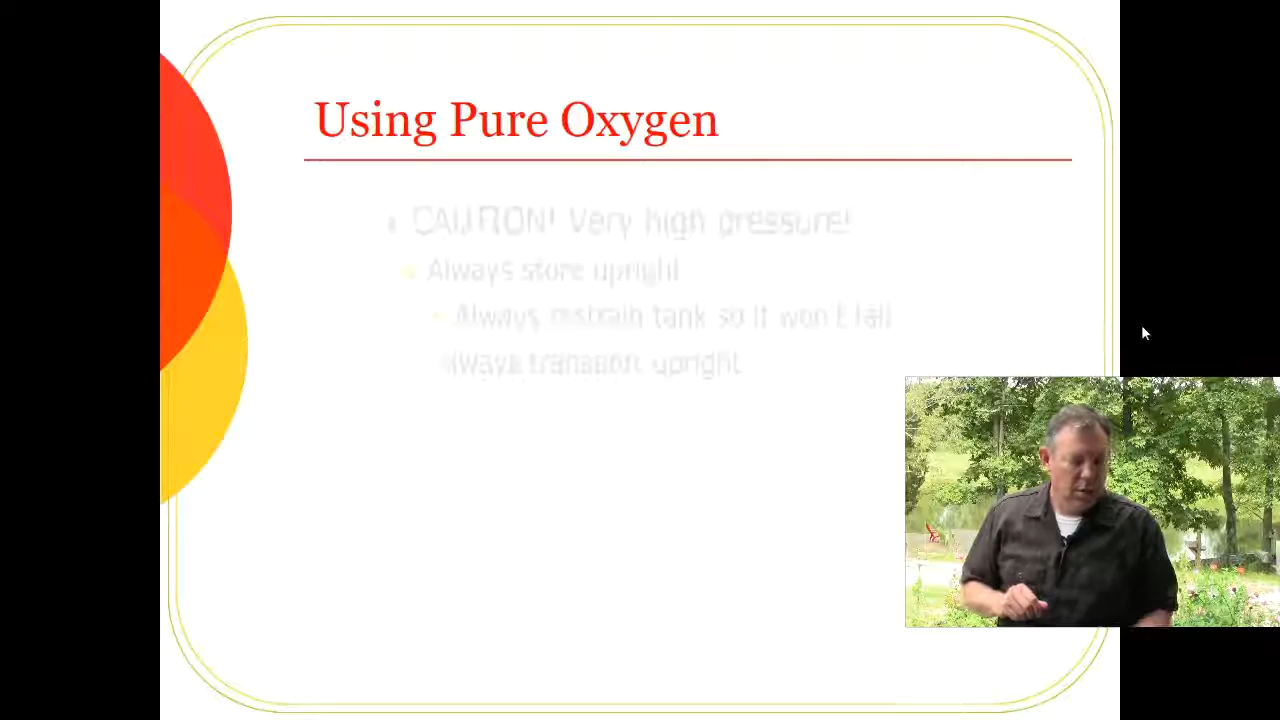 Using Pure Oxygen
CAUTION! Very high pressure!
Always store upright
Always restrain tank so it won't fall
Always transport upright